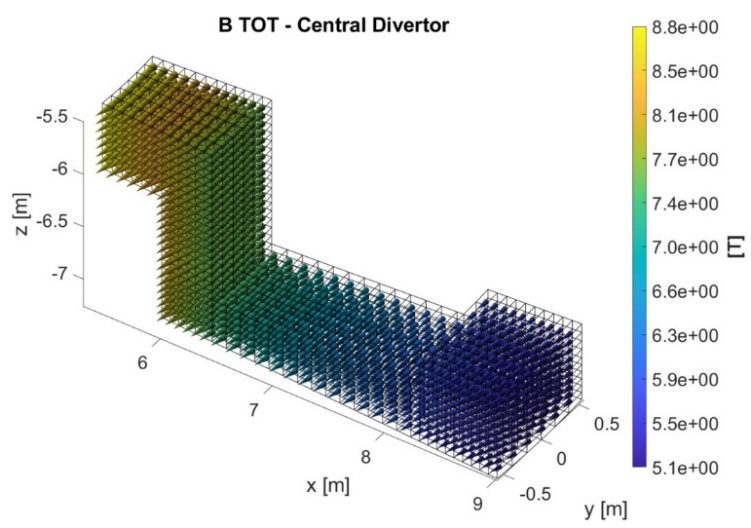 B TOT - Central Divertor
8.8e+00
8.5e+00
8.1e+00
7.7e+00
7.4e+00
7.0e+00
6.6e+00
6.3e+00
5.9e+00
5.5e+00
5.1e+00
[T]
-5.5
-6
-6.5
-7
z [m]
6
7
8
9
x [m]
0.5
0
-0.5
y [m]